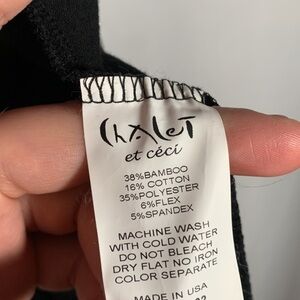 Chalet
et céci
38%BAMBOO
16% COTTON
35%POLYESTER
6%FLEX
5%SPANDEX
MACHINE WASH
WITH COLD WATER
DO NOT BLEACH
DRY FLAT NO IRON
COLOR SEPARATE
MADE IN USA